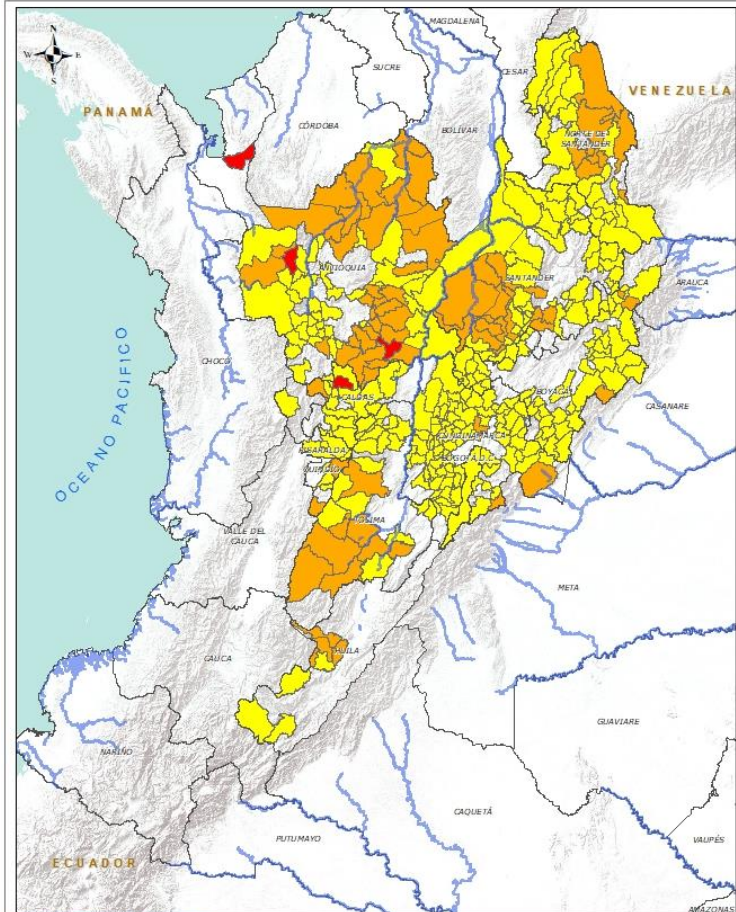 MAGDALENA
N
W E
S
SUCRE
CESAR
VENEZUELA
PANAMÁ
CÓRDOBA
BOLÍVAR
NORTE DE
SANTANDER
ANTIOQUIA
SANTANDER
ARAUCA
CHOCÓ
OCEANO PACIFICO
CALDAS
BOYACÁ
CASANARE
CUNDINAMARCA
RISARALDA
BOGOTÁ D.C.
QUINDIO
TOLIMA
VALLE DEL
CAUCA
META
CAUCA
HUILA
GUAVIARE
NARIÑO
CAQUETÁ
PUTUMAYO
VAUPÉS
ECUADOR
AMAZONAS